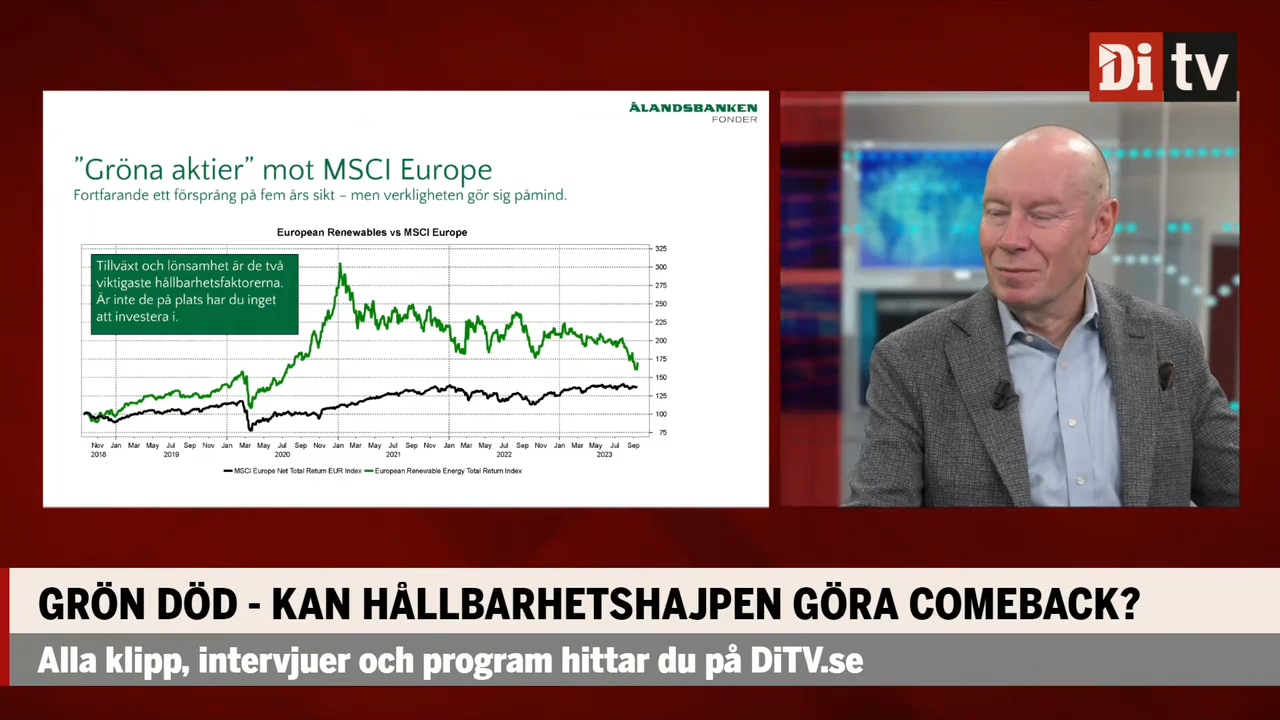 Di tv
ÅLANDSBANKEN
FONDER
”Gröna aktier” mot MSCI Europe
Fortfarande ett försprång på fem års sikt – men verkligheten gör sig påmind.
European Renewables vs MSCI Europe
Tillväxt och lönsamhet är de två
viktigaste hållbarhetsfaktorerna.
Är inte de på plats har du inget
att investera i.
325
300
275
250
225
200
175
150
125
100
75
Nov Jan Mar May Jul Sep Nov Jan Mar May Jul Sep Nov Jan Mar May Jul Sep Nov Jan Mar May Jul Sep Nov Jan Mar May Jul Sep
2018 2019 2020 2021 2022 2023
MSCI Europe Net Total Return EUR Index European Renewable Energy Total Return Index
GRÖN DÖD - KAN HÅLLBARHETSHAJPEN GÖRA COMEBACK?
Alla klipp, intervjuer och program hittar du på DiTV.se